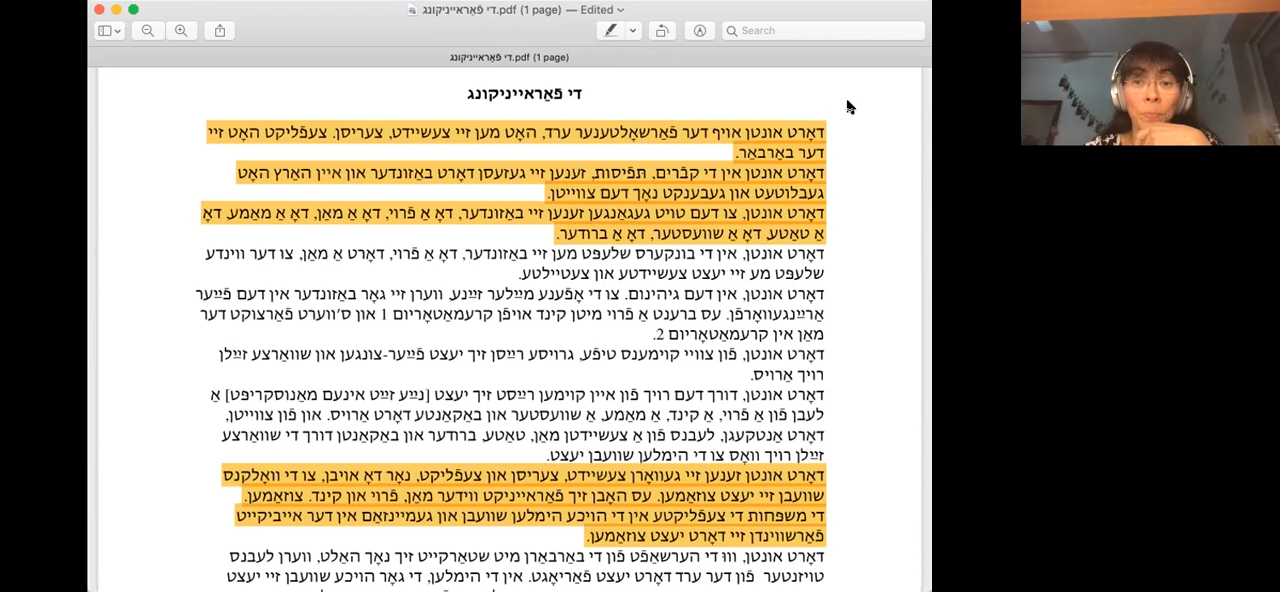 די פֿאַראייניקונג.pdf (1 page) — Edited
Search
די פֿאַראייניקונג.pdf (1 page)
די פֿאַראייניקונג
דאָרט אונטן אויף דער פֿאַרשאָלטענער ערד, האָט מען זיי צעשיידט, צעריסן. צעפֿליקט האָט זיי
דער באַרבאַר.
דאָרט אונטן אין די קבֿרים, תּפֿיסות, זענען זיי געזעסן דאָרט באַזונדער און איין האַרץ האָט
געבלוטעט און געבענקט נאָך דעם צווייטן.
דאָרט אונטן, צו דעם טויט געגאַנגען זענען זיי באַזונדער, דאָ אַ פֿרוי, דאָ אַ מאַן, דאָ אַ מאַמע, דאָ
אַ טאַטע, דאָ אַ שוועסטער, דאָ אַ ברודער.
דאָרט אונטן, אין די בונקערס שלעפּט מען זיי באַזונדער, דאָ אַ פֿרוי, דאָרט אַ מאַן, צו דער ווינדע
שלעפּט מע זיי יעצט צעשיידטע און צעטיילטע.
דאָרט אונטן, אין דעם גיהינום. צו די אָפֿענע מײַלער זײַנע, ווערן זיי גאָר באַזונדער אין דעם פֿײַער
אַרײַנגעוואָרפֿן. עס ברענט אַ פֿרוי מיטן קינד אויפֿן קרעמאַטאָריום 1 און ס'ווערט פֿאַרצוקט דער
מאַן אין קרעמאַטאָריום 2.
דאָרט אונטן, פֿון צוויי קוימענס טיפֿע, גרויסע רײַסן זיך יעצט פֿײַער-צונגען און שוואַרצע זײַלן
רויך אַרויס.
דאָרט אונטן, דורך דעם רויך פֿון איין קוימען רײַסט זיך יעצט [נײַע זײַט אינעם מאַנוסקריפּט] אַ
לעבן פֿון אַ פֿרוי, אַ קינד, אַ מאַמע, אַ שוועסטער און באַקאַנטע דאָרט אַרויס. און פֿון צווייטן,
דאָרט אַנטקעגן, לעבנס פֿון אַ צעשיידטן מאַן, טאַטע, ברודער און באַקאַנטן דורך די שוואַרצע
זײַלן רויך וואָס צו די הימלען שוועבן יעצט.
דאָרט אונטן זענען זיי געוואָרן צעשיידט, צעריסן און צעפֿליקט, נאָר דאָ אויבן, צו די וואָלקנס
שוועבן זיי יעצט צוזאַמען. עס האָבן זיך פֿאַראייניקט ווידער מאַן, פֿרוי און קינד. צוזאַמען.
די משפּחות די צעפֿליקטע אין די הויכע הימלען שוועבן און געמיינזאַם אין דער אייביקייט
פֿאַרשווינדן זיי דאָרט יעצט צוזאַמען.
דאָרט אונטן, וווּ די הערשאַפֿט פֿון די באַרבאַרן מיט שטאַרקייט זיך נאָך האַלט, ווערן לעבנס
טויזנטער פֿון דער ערד דאָרט יעצט פֿאַריאָגט. אין די הימלען, די גאָר הויכע שוועבן זיי יעצט